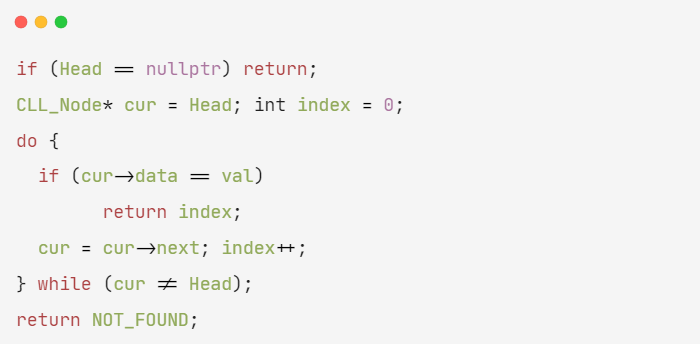 if (Head == nullptr) return;
CLL_Node* cur = Head; int index = 0;
do {
  if (cur->data == val)
        return index;
  cur = cur->next; index++;
} while (cur != Head);
return NOT_FOUND;